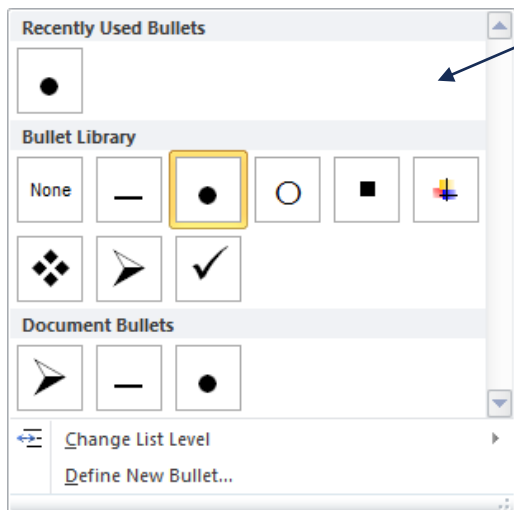 Recently Used Bullets
Bullet Library
None
Document Bullets
Change List Level
Define New Bullet...